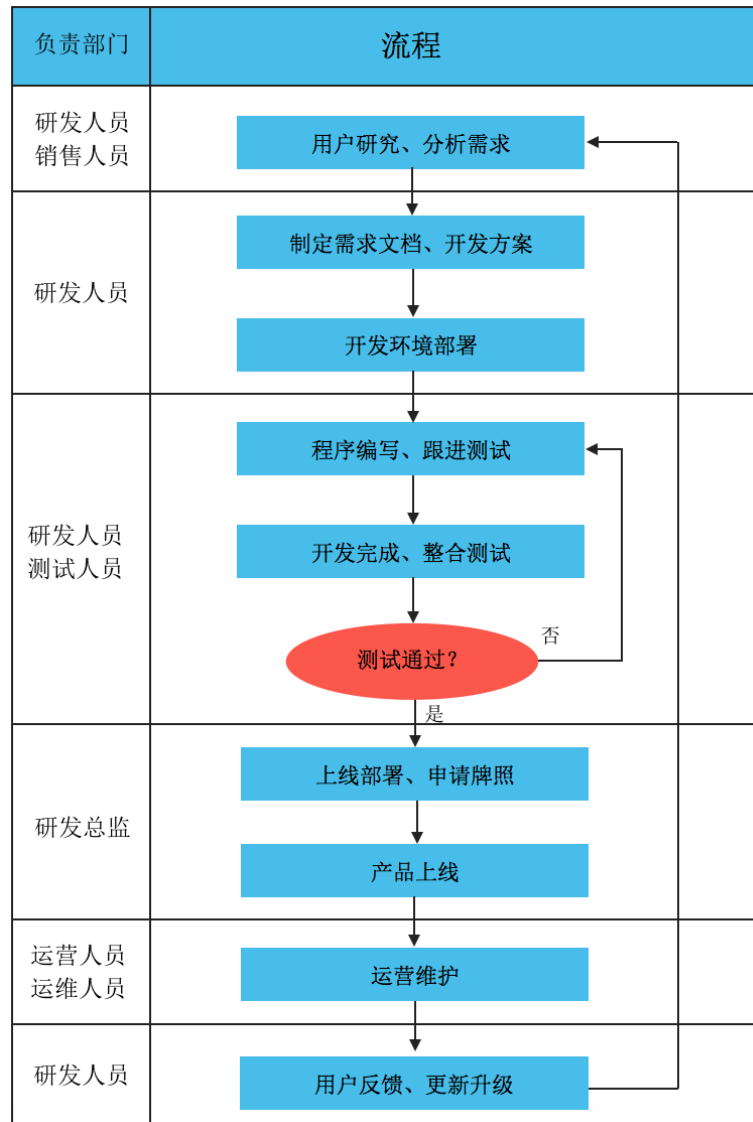 负责部门
流程
研发人员
销售人员
用户研究、分析需求
研发人员
制定需求文档、开发方案
开发环境部署
研发人员
测试人员
程序编写、跟进测试
开发完成、整合测试
测试通过?
否
是
研发总监
上线部署、申请牌照
产品上线
运营人员
运维人员
运营维护
研发人员
用户反馈、更新升级